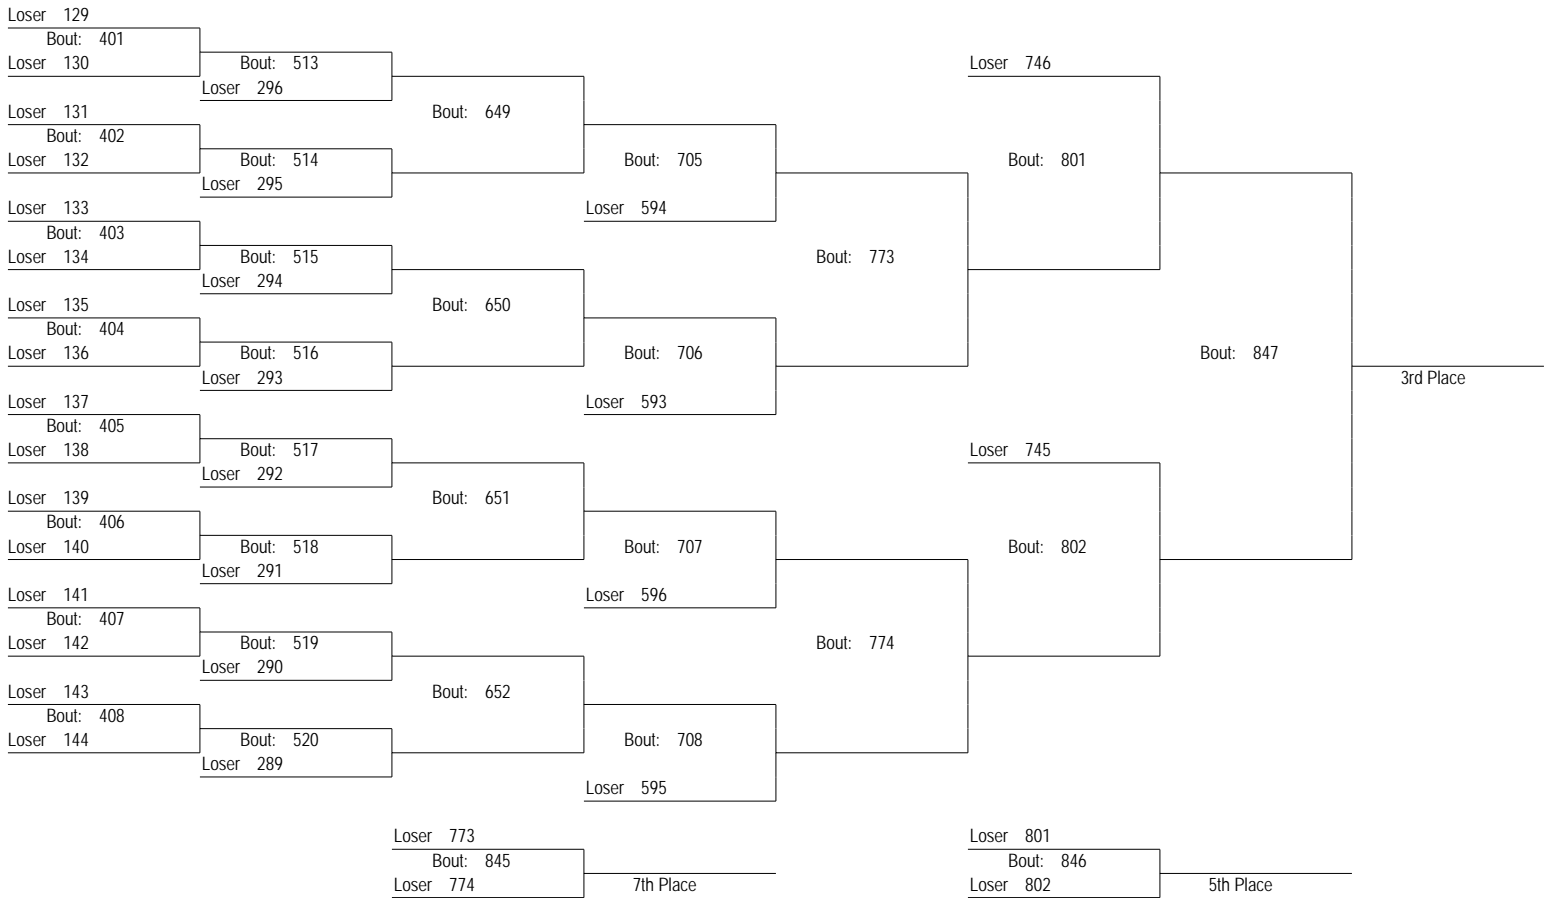 Loser 129
Bout: 401
Loser 130
Bout: 513
Loser 746
Loser 296
Loser 131
Bout: 649
Bout: 402
Loser 132
Bout: 514
Bout: 705
Bout: 801
Loser 295
Loser 133
Loser 594
Bout: 403
Loser 134
Bout: 515
Bout: 773
Loser 294
Loser 135
Bout: 650
Bout: 404
Loser 136
Bout: 516
Bout: 706
Bout: 847
Loser 293
3rd Place
Loser 137
Loser 593
Bout: 405
Loser 138
Bout: 517
Loser 745
Loser 292
Loser 139
Bout: 651
Bout: 406
Loser 140
Bout: 518
Bout: 707
Bout: 802
Loser 291
Loser 141
Loser 596
Bout: 407
Loser 142
Bout: 519
Bout: 774
Loser 290
Loser 143
Bout: 652
Bout: 408
Loser 144
Bout: 520
Bout: 708
Loser 289
Loser 595
Loser 773
Loser 801
Bout: 845
Bout: 846
Loser 774
7th Place
Loser 802
5th Place